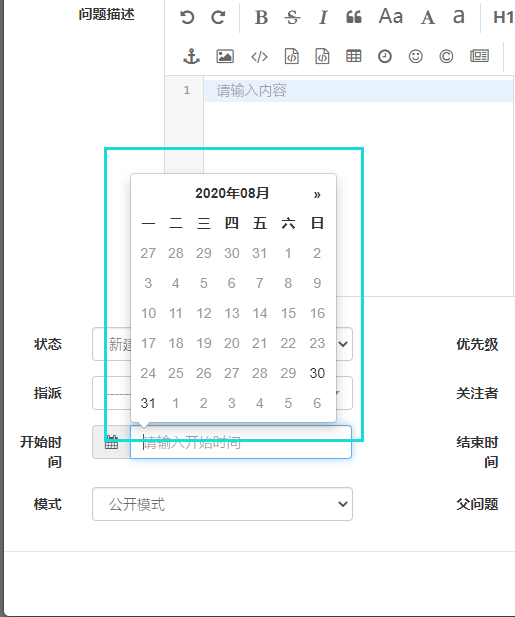 问题描述
B S I Aa A a H1
1 请输入内容
2020年08月 »
一 二 三 四 五 六 日
27 28 29 30 31 1 2
3 4 5 6 7 8 9
10 11 12 13 14 15 16
17 18 19 20 21 22 23
24 25 26 27 28 29 30
31 1 2 3 4 5 6
状态 新建 优先级
指派 ------ 关注者
开始时间 请输入开始时间 结束时间
模式 公开模式 父问题